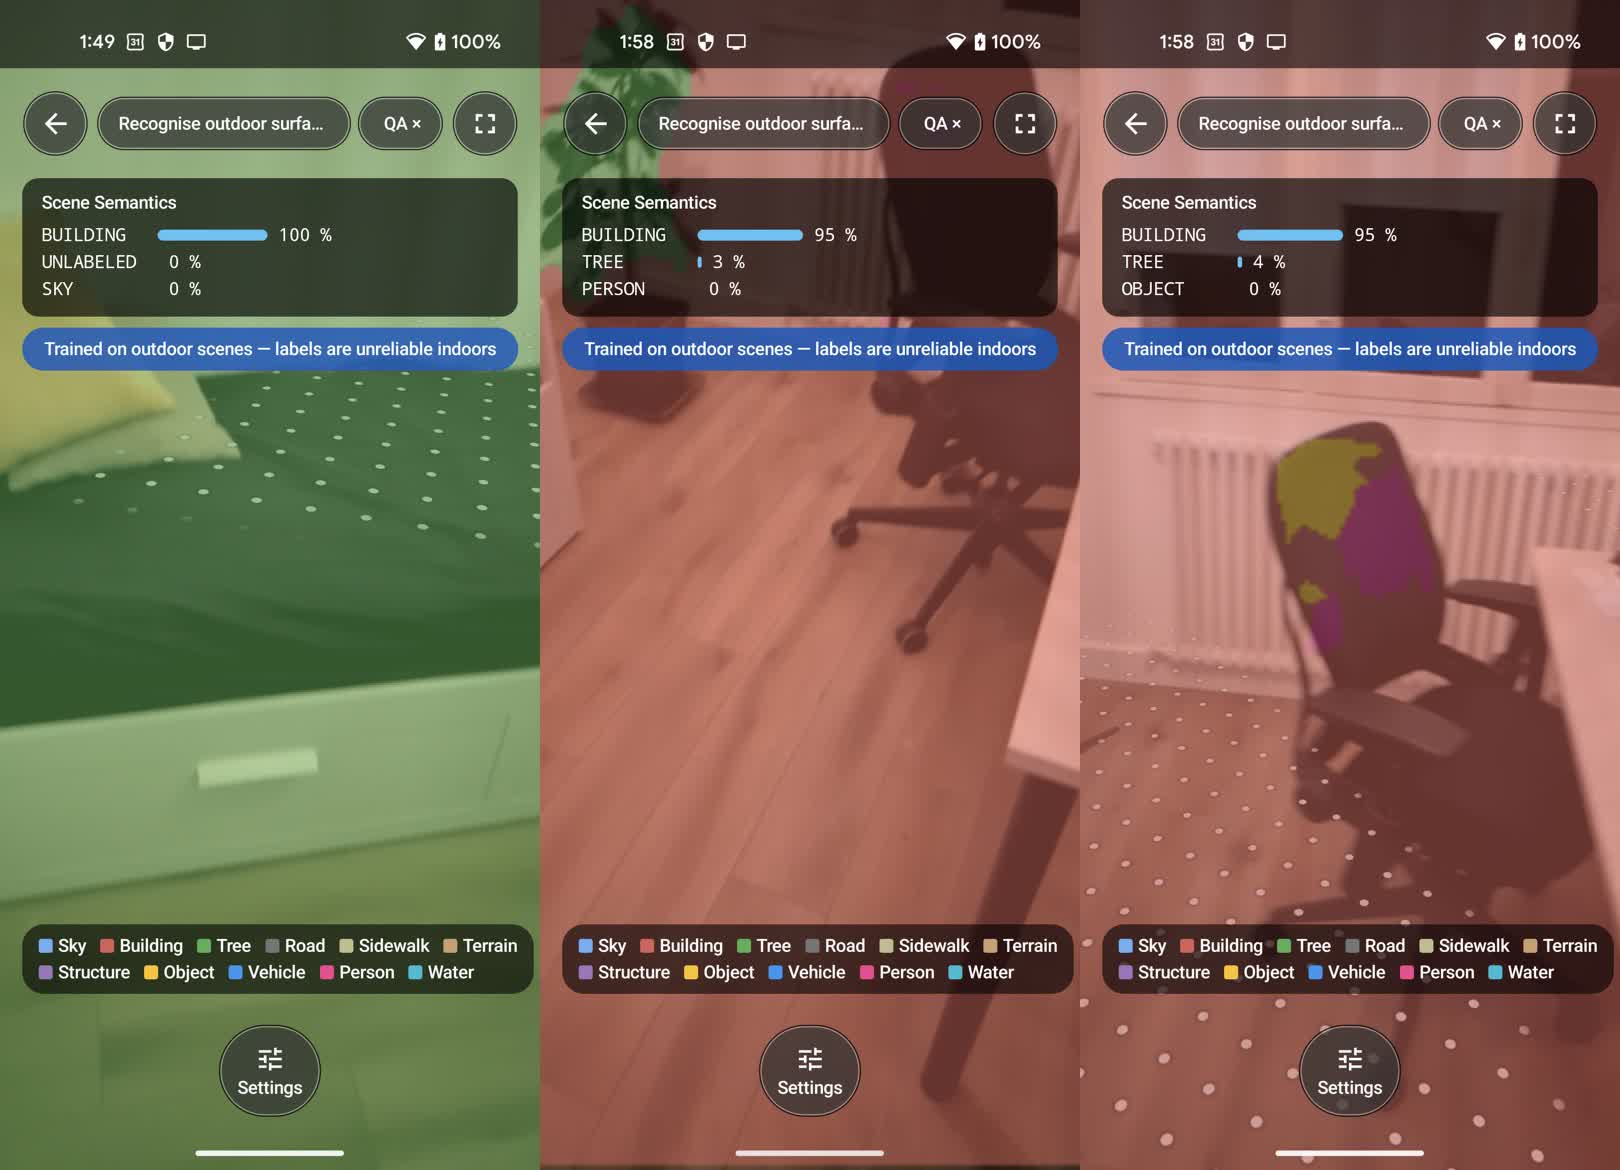 1:49 31 100%
Recognise outdoor surfa... QA ×
Scene Semantics
BUILDING 100 %
UNLABELED 0 %
SKY 0 %
Trained on outdoor scenes — labels are unreliable indoors
Sky Building Tree Road Sidewalk Terrain
Structure Object Vehicle Person Water
Settings
1:58 31 100%
Recognise outdoor surfa... QA ×
Scene Semantics
BUILDING 95 %
TREE 3 %
PERSON 0 %
Trained on outdoor scenes — labels are unreliable indoors
Sky Building Tree Road Sidewalk Terrain
Structure Object Vehicle Person Water
Settings
1:58 31 100%
Recognise outdoor surfa... QA ×
Scene Semantics
BUILDING 95 %
TREE 4 %
OBJECT 0 %
Trained on outdoor scenes — labels are unreliable indoors
Sky Building Tree Road Sidewalk Terrain
Structure Object Vehicle Person Water
Settings